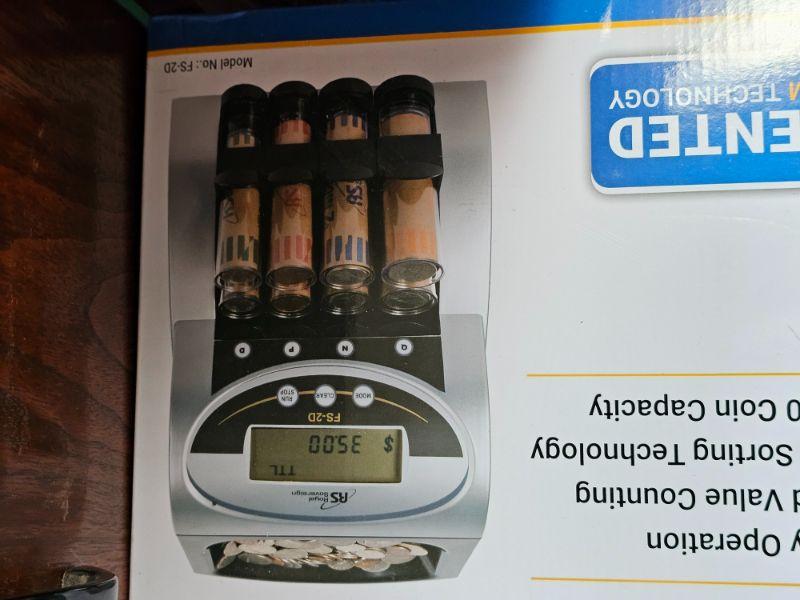 y Operation
d Value Counting
Sorting Technology
0 Coin Capacity
ENTED
M TECHNOLOGY
RS Royal
Sovereign
TTL
$ 35.00
FS-2D
MODE CLEAR RUN
STOP
Q N P D
Model No.: FS-2D